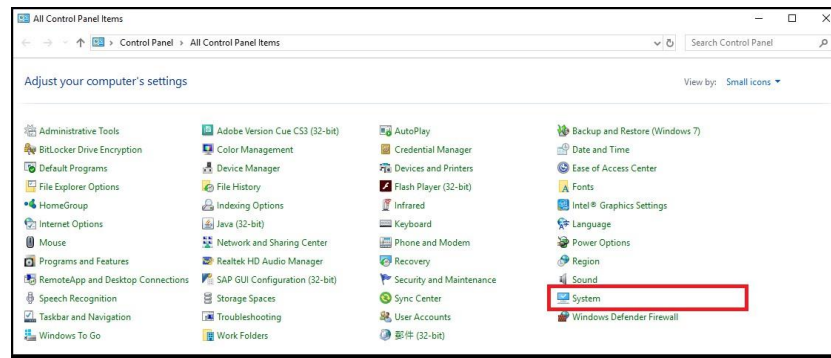 All Control Panel Items
Control Panel > All Control Panel Items
Search Control Panel
Adjust your computer's settings
View by: Small icons
Administrative Tools
Adobe Version Cue CS3 (32-bit)
AutoPlay
Backup and Restore (Windows 7)
BitLocker Drive Encryption
Color Management
Credential Manager
Date and Time
Default Programs
Device Manager
Devices and Printers
Ease of Access Center
File Explorer Options
File History
Flash Player (32-bit)
Fonts
HomeGroup
Indexing Options
Infrared
Intel® Graphics Settings
Internet Options
Java (32-bit)
Keyboard
Language
Mouse
Network and Sharing Center
Phone and Modem
Power Options
Programs and Features
Realtek HD Audio Manager
Recovery
Region
RemoteApp and Desktop Connections
SAP GUI Configuration (32-bit)
Security and Maintenance
Sound
Speech Recognition
Storage Spaces
Sync Center
System
Taskbar and Navigation
Troubleshooting
User Accounts
Windows Defender Firewall
Windows To Go
Work Folders
(32-bit)